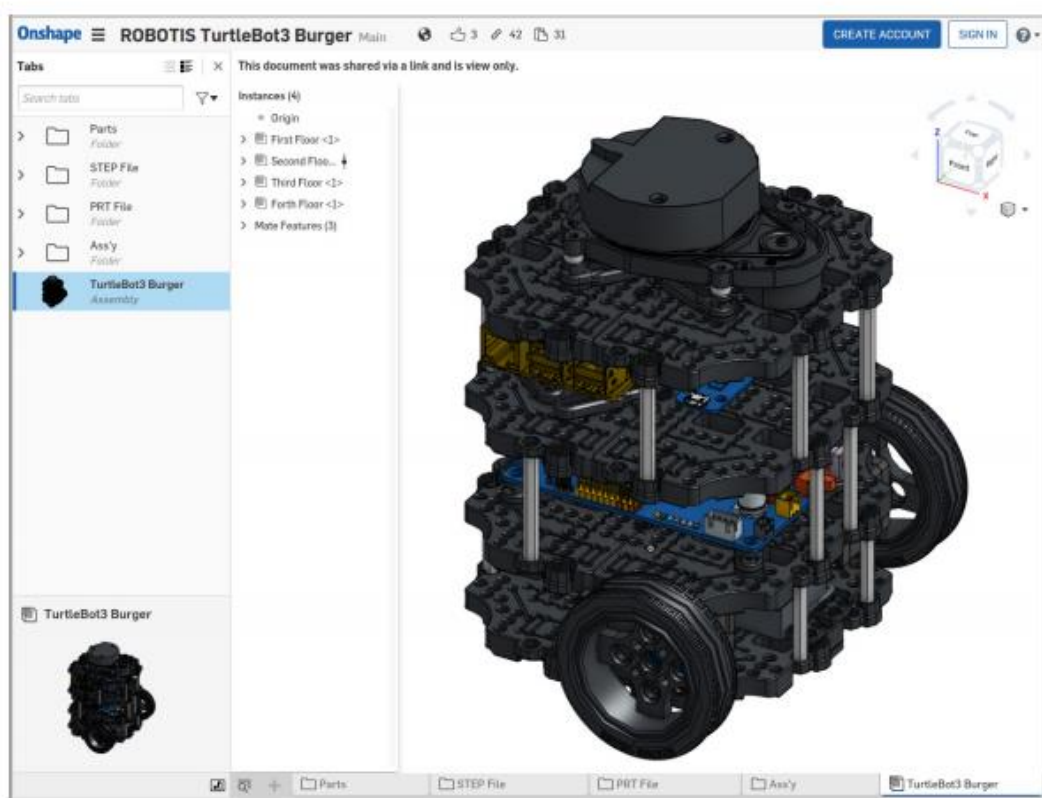 Onshape ROBOTIS TurtleBot3 Burger Main 3 42 31 CREATE ACCOUNT SIGN IN
Tabs
This document was shared via a link and is view only.
Search tabs
Instances (4)
Origin
First Floor <1>
Second Floo...
Third Floor <1>
Forth Floor <1>
Mate Features (3)
Parts
Folder
STEP File
Folder
PRT File
Folder
Ass'y
Folder
TurtleBot3 Burger
Assembly
Z
Top
Front
Right
X
TurtleBot3 Burger
Parts STEP File PRT File Ass'y TurtleBot3 Burger